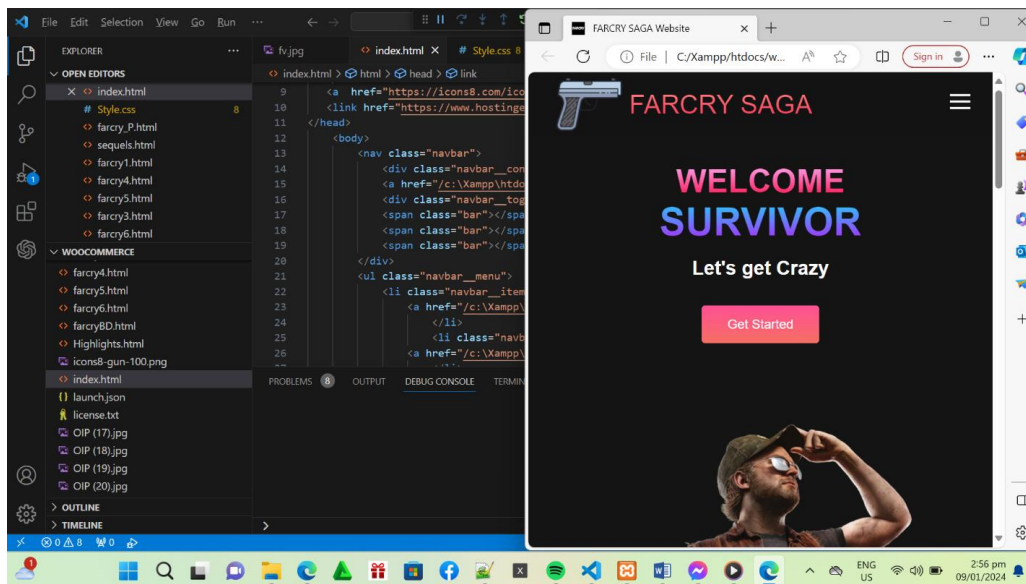 File Edit Selection View Go Run ...
EXPLORER ...
OPEN EDITORS
index.html
Style.css 8
farcry_P.html
sequels.html
farcry1.html
farcry4.html
farcry5.html
farcry3.html
farcry6.html
WOOCOMMERCE
farcry4.html
farcry5.html
farcry6.html
farcryBD.html
Highlights.html
icons8-gun-100.png
index.html
{} launch.json
license.txt
OIP (17).jpg
OIP (18).jpg
OIP (19).jpg
OIP (20).jpg
OUTLINE
TIMELINE
1
fv.jpg index.html # Style.css 8
index.html > html > head > link
9 <a href="https://icons8.com/ico
10 <link href="https://www.hostinge
11 </head>
12 <body>
13 <nav class="navbar">
14 <div class="navbar__con
15 <a href="/c:\Xampp\htdo
16 <div class="navbar__tog
17 <span class="bar"></spa
18 <span class="bar"></spa
19 <span class="bar"></spa
20 </div>
21 <ul class="navbar__menu">
22 <li class="navbar__item
23 <a href="/c:\Xampp\
24 </li>
25 <li class="navb
26 <a href="/c:\Xampp\
PROBLEMS 8 OUTPUT DEBUG CONSOLE TERMIN
>
0 8 0
FARCRY SAGA Website
File | C:/Xampp/htdocs/w... Sign in ...
FARCRY SAGA
WELCOME
SURVIVOR
Let's get Crazy
Get Started
ENG
US
2:56 pm
09/01/2024